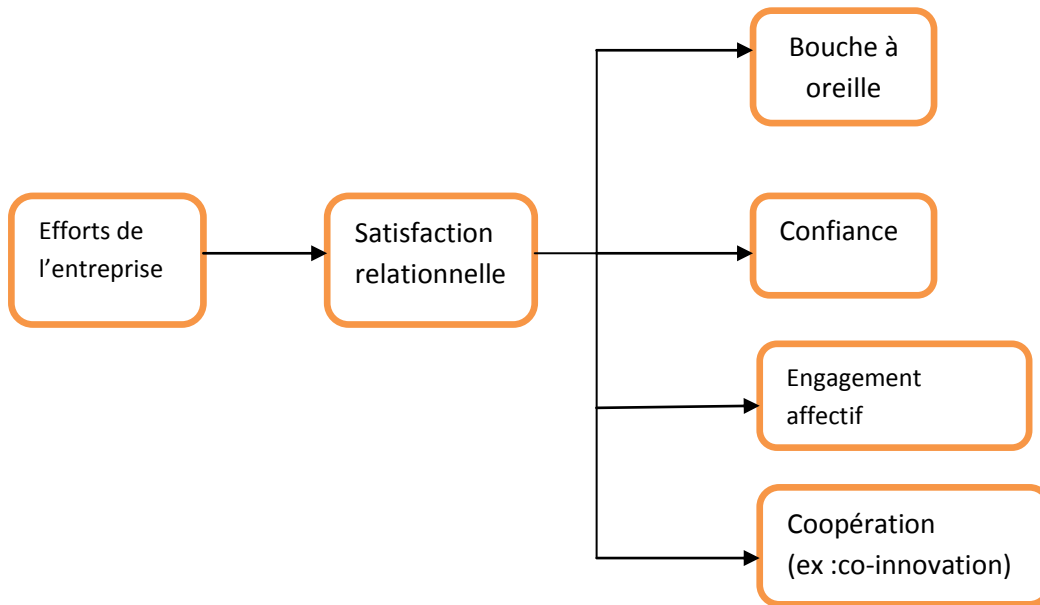 Bouche à
oreille
Efforts de
l’entreprise
Satisfaction
relationnelle
Confiance
Engagement
affectif
Coopération
(ex :co-innovation)